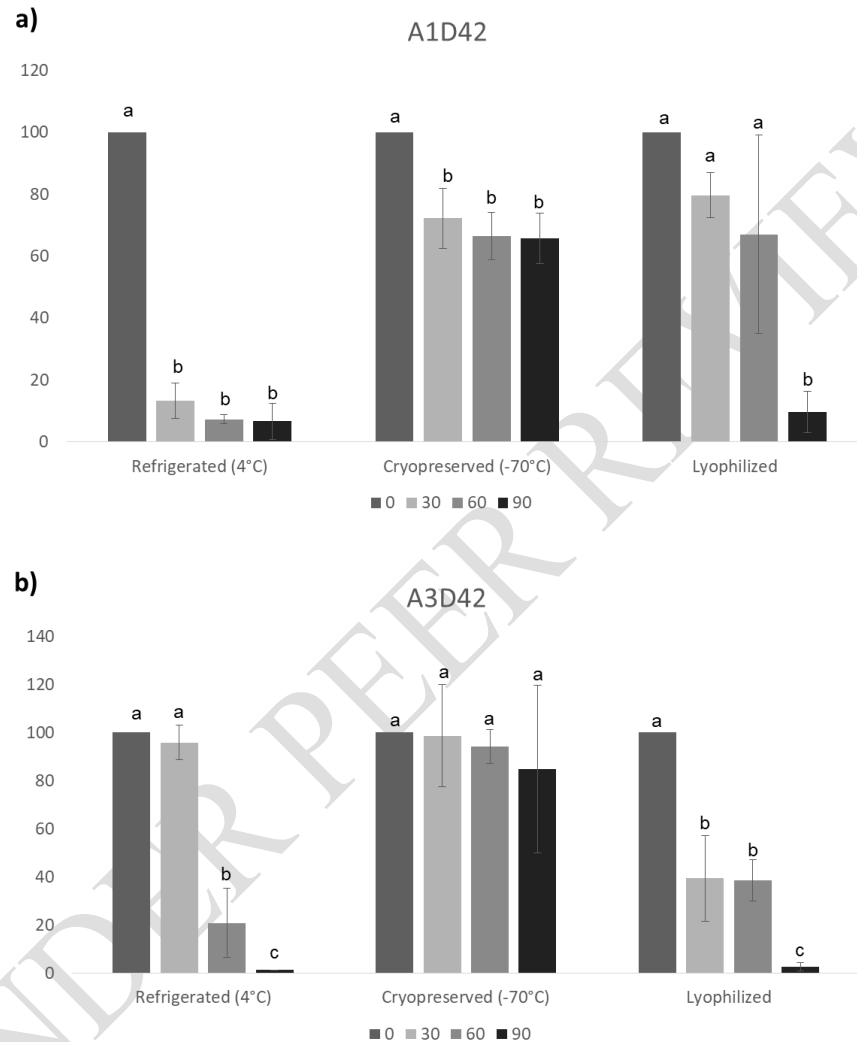 a)
A1D42
120
100
80
60
40
20
0
a
b
b
b
a
b
b
b
a
a
a
b
Refrigerated (4°C)
Cryopreserved (-70°C)
Lyophilized
0 30 60 90
b)
A3D42
140
120
100
80
60
40
20
0
a
a
b
c
a
a
a
a
a
b
b
c
Refrigerated (4°C)
Cryopreserved (-70°C)
Lyophilized
0 30 60 90
NDER PEER REVIEW